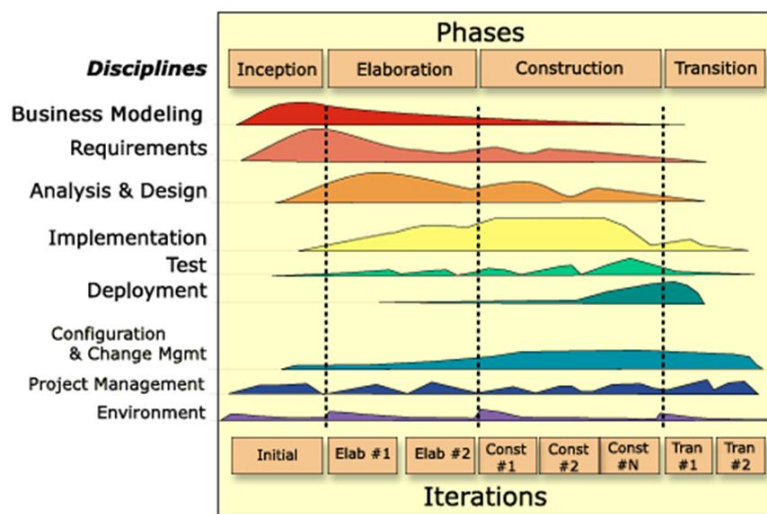 Phases
Disciplines
Inception
Elaboration
Construction
Transition
Business Modeling
Requirements
Analysis & Design
Implementation
Test
Deployment
Configuration
& Change Mgmt
Project Management
Environment
Initial
Elab #1
Elab #2
Const
#1
Const
#2
Const
#N
Tran
#1
Tran
#2
Iterations